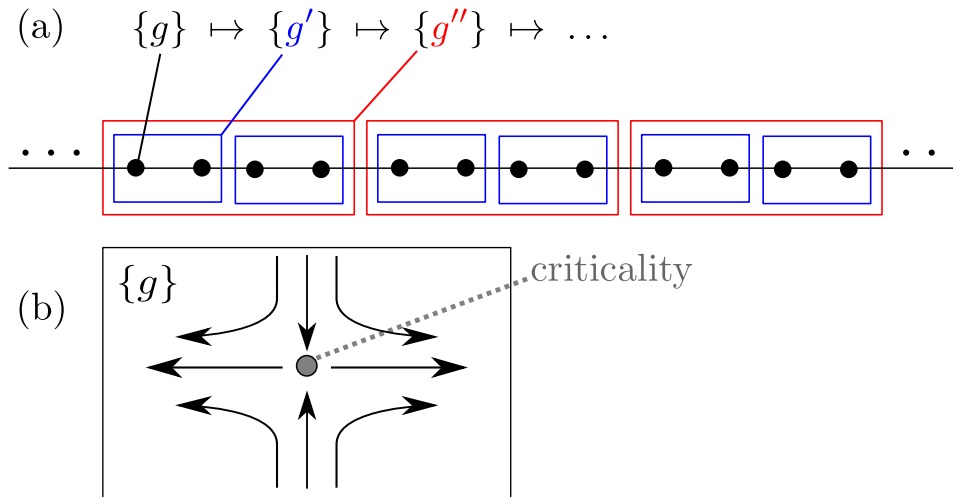 (a) {g} ↦ {g′} ↦ {g′′} ↦ …
{g}
criticality
(b)